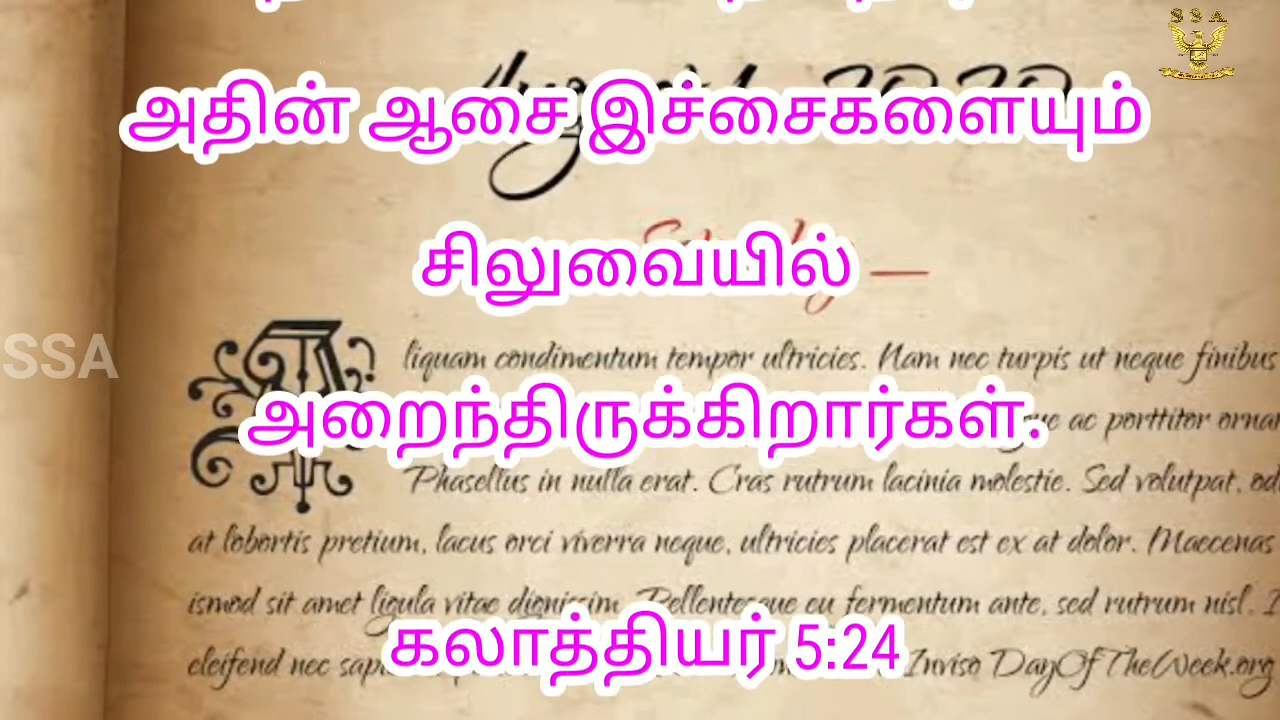 SSA
அதின் ஆசை இச்சைகளையும்
சிலுவையில்
SSA
liquam condimentum tempor ultricies. Nam nec turpis ut neque finibus
அறைந்திருக்கிறார்கள்.
ac porttitor
Phasellus in nulla erat. Cras rutrum lacinia molestie. Sed volutpat,
at lobortis pretium, lacus orci viverra neque, ultricies placerat est ex at dolor. Maecenas
ismod sit amet ligula vitae dignissim. Pellentesque eu fermentum ante, sed rutrum nisl.
கலாத்தியர் 5:24
eleifend nec Inviso DayOfTheWeek.org